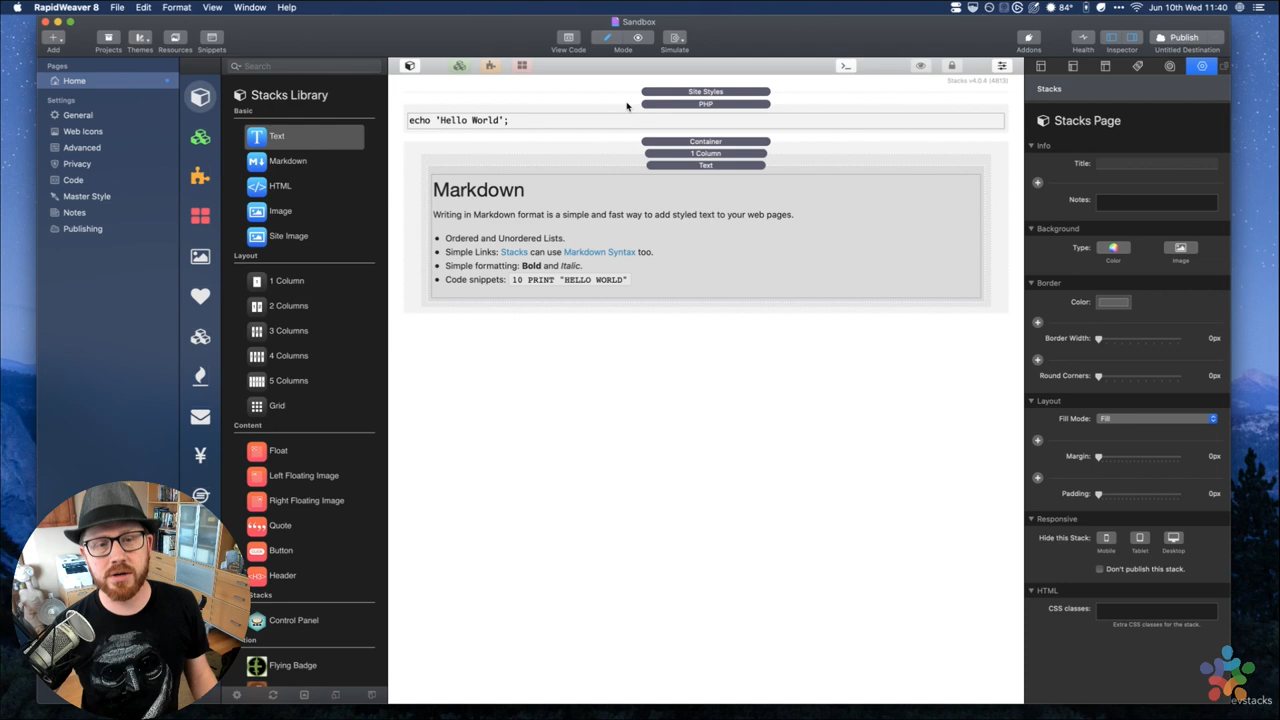 RapidWeaver 8 File Edit Format View Window Help
84° Jun 10th Wed 11:40
Sandbox
Add Projects Themes Resources Snippets View Code Mode Simulate Addons Health Inspector Publish
Untitled Destination
Pages
Home
Settings
General
Web Icons
Advanced
Privacy
Code
Master Style
Notes
Publishing
Search
Stacks Library
Basic
Text
Markdown
HTML
Image
Site Image
Layout
1 Column
2 Columns
3 Columns
4 Columns
5 Columns
Grid
Content
Float
Left Floating Image
Right Floating Image
Quote
Button
Header
Stacks
Control Panel
Flying Badge
Stacks v4.0.4 (4813)
Site Styles
PHP
echo 'Hello World';
Container
1 Column
Text
Markdown
Writing in Markdown format is a simple and fast way to add styled text to your web pages.
Ordered and Unordered Lists.
Simple Links: Stacks can use Markdown Syntax too.
Simple formatting: Bold and Italic.
Code snippets: 10 PRINT "HELLO WORLD"
Stacks
Stacks Page
Info
Title:
Notes:
Background
Type:
Color Image
Border
Color:
Border Width: 0px
Round Corners: 0px
Layout
Fill Mode: Fill
Margin: 0px
Padding: 0px
Responsive
Hide this Stack:
Mobile Tablet Desktop
Don't publish this stack.
HTML
CSS classes:
Extra CSS classes for the stack.